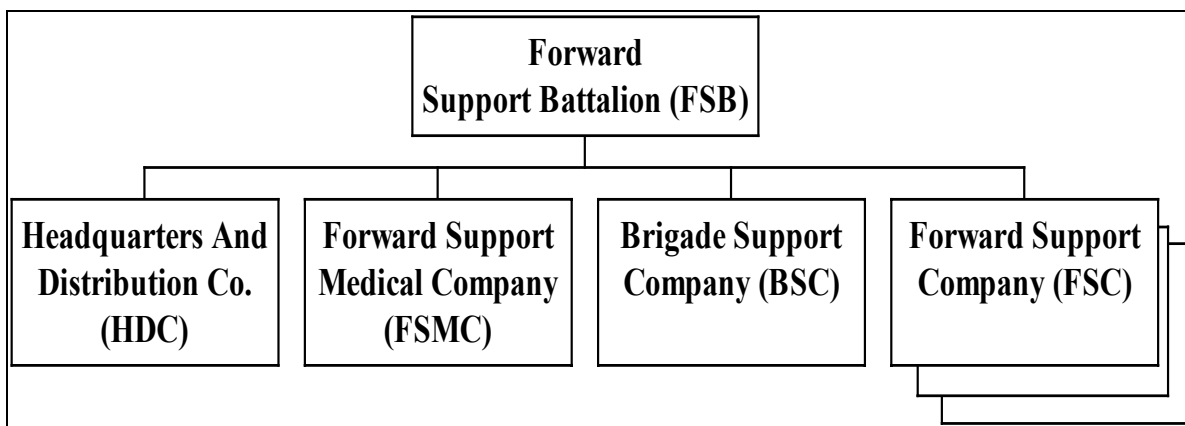 Forward
Support Battalion (FSB)
Headquarters And
Distribution Co.
(HDC)
Forward Support
Medical Company
(FSMC)
Brigade Support
Company (BSC)
Forward Support
Company (FSC)